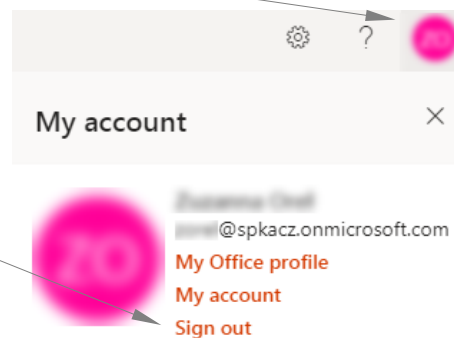 ?
My account
@spkacz.onmicrosoft.com
My Office profile
My account
Sign out